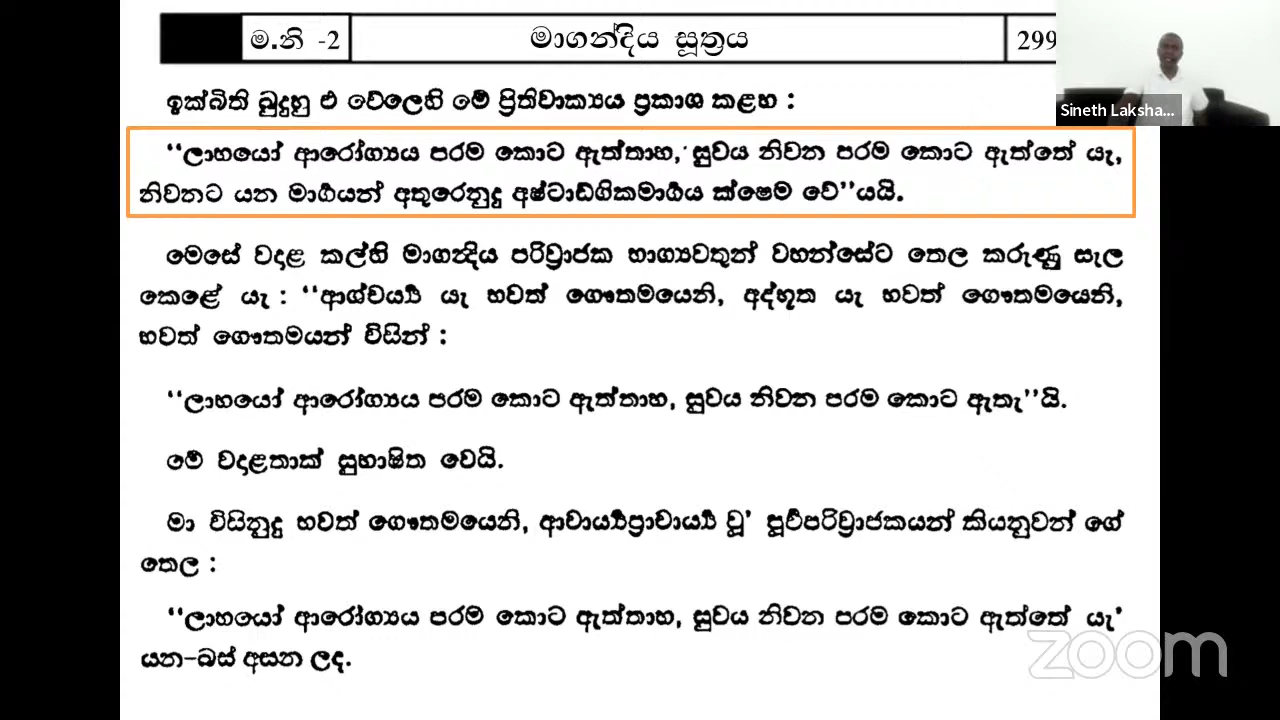 ම.නි -2 මාගන්දිය සූත්‍රය 299
Sineth Laksha...
ඉක්බිති බුදුහු එ වේලෙහි මේ ප්‍රිතිවාක්‍යය ප්‍රකාශ කළහ :
‘‘ලාභයෝ ආරෝග්‍යය පරම කොට ඇත්තාහ, සුවය නිවන පරම කොට ඇත්තේ යැ,
නිවනට යන මාර්‍ගයන් අතුරෙනුදු අෂ්ටාඞ්ගිකමාර්‍ගය ක්ෂෙම වේ’’යයි.
මෙසේ වදාළ කල්හි මාගන්‍දිය පරිව්‍රාජක භාග්‍යවතුන් වහන්සේට තෙල කරුණු සැල
කෙළේ යැ : ‘‘ආශ්චර්‍ය්‍ය යැ භවත් ගෞතමයෙනි, අද්භූත යැ භවත් ගෞතමයෙනි,
භවත් ගෞතමයන් විසින් :
‘‘ලාභයෝ ආරෝග්‍යය පරම කොට ඇත්තාහ, සුවය නිවන පරම කොට ඇතැ’’යි.
මේ වදාළතාක් සුභාෂිත වෙයි.
මා විසිනුදු භවත් ගෞතමයෙනි, ආචාර්‍ය්‍යප්‍රාචාර්‍ය්‍ය වූ’ පූර්‍වපරිව්‍රාජකයන් කියනුවන් ගේ
තෙල :
‘‘ලාභයෝ ආරෝග්‍යය පරම කොට ඇත්තාහ, සුවය නිවන පරම කොට ඇත්තේ යැ’
යන-බස් අසන ලද.
zoom